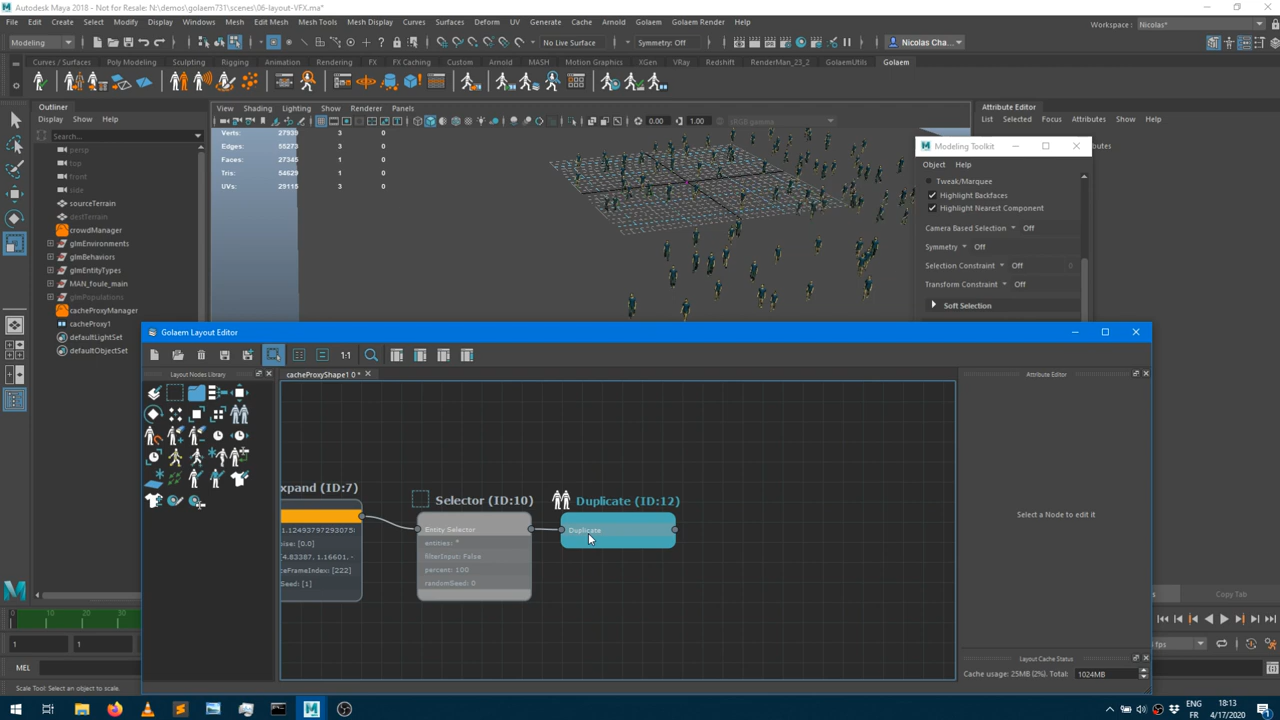 Autodesk Maya 2018 - Not for Resale: N:\demos\golaem731\scenes\06-layout-VFX.ma*
File Edit Create Select Modify Display Windows Mesh Edit Mesh Mesh Tools Mesh Display Curves Surfaces Deform UV Generate Cache Arnold Golaem Golaem Render Help
Workspace : Nicolas*
Modeling No Live Surface Symmetry: Off Nicolas Cha...
Curves / Surfaces Poly Modeling Sculpting Rigging Animation Rendering FX FX Caching Custom Arnold MASH Motion Graphics XGen VRay Redshift RenderMan_23_2 GolaemUtils Golaem
Outliner
Display Show Help
Search...
persp
top
front
side
sourceTerrain
destTerrain
crowdManager
glmEnvironments
glmBehaviors
glmEntityTypes
MAN_foule_main
glmPopulations
cacheProxyManager
cacheProxy1
defaultLightSet
defaultObjectSet
View Shading Lighting Show Renderer Panels
0.00 1.00 sRGB gamma
Verts: 27939 3 0
Edges: 55273 3 0
Faces: 27345 1 0
Tris: 54629 1 0
UVs: 29115 3 0
Attribute Editor
List Selected Focus Attributes Show Help
Modeling Toolkit
Object Help
Tweak/Marquee
Highlight Backfaces
Highlight Nearest Component
Camera Based Selection Off
Symmetry Off
Selection Constraint Off 0
Transform Constraint Off
Soft Selection
Golaem Layout Editor
1:1
Layout Nodes Library
cacheProxyShape1 0 *
Attribute Editor
xpand (ID:7)
Selector (ID:10)
Entity Selector
entities: *
filterInput: False
percent: 100
randomSeed: 0
Duplicate (ID:12)
Duplicate
Select a Node to edit it
Copy Tab
Layout Cache Status
Cache usage: 25MB (2%). Total: 1024MB
0 10 20 30
1 1
fps
MEL
Scale Tool: Select an object to scale.
ENG
FR
18:13
4/17/2020